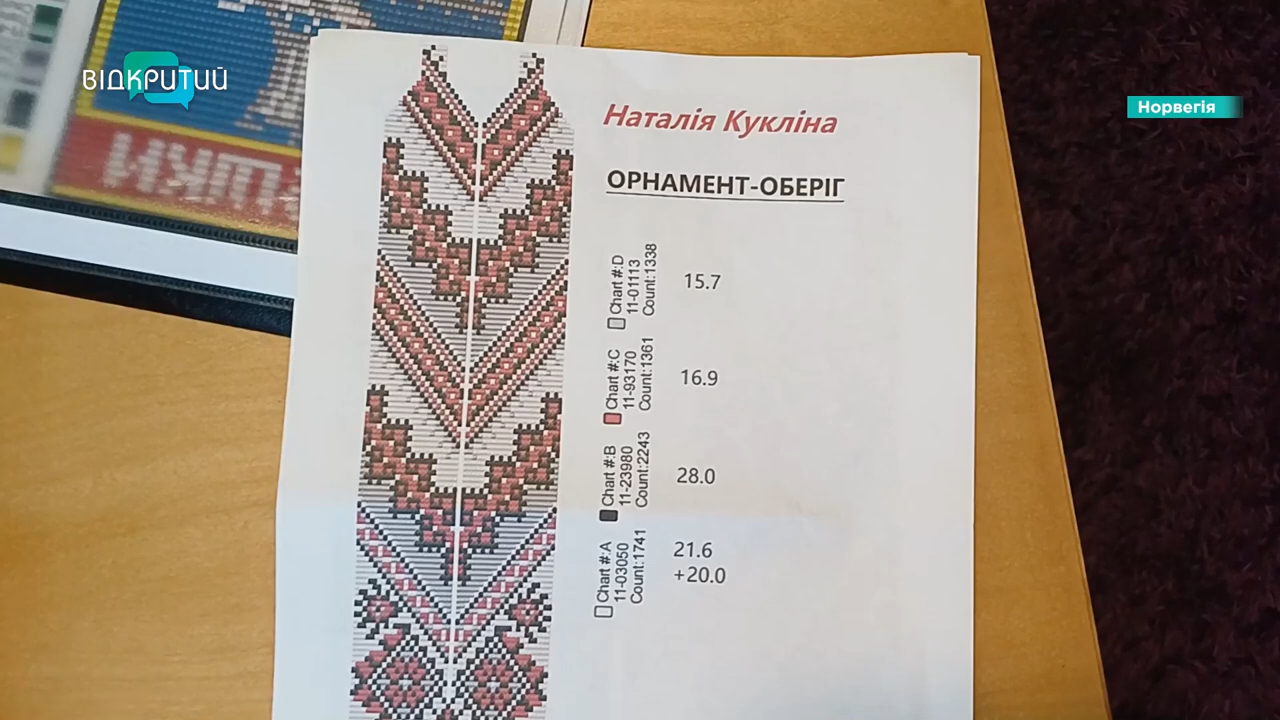 ВІДКРИТИЙ
Норвегія
Наталія Кукліна
ОРНАМЕНТ-ОБЕРІГ
Chart #:D
11-01113
Count:1338
15.7
Chart #:C
11-93170
Count:1361
16.9
Chart #:B
11-23980
Count:2243
28.0
Chart #:A
11-03050
Count:1741
21.6
+20.0